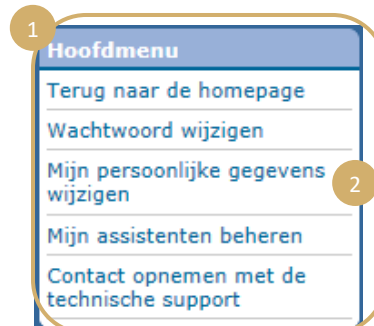 1
Hoofdmenu
Terug naar de homepage
Wachtwoord wijzigen
Mijn persoonlijke gegevens
wijzigen
2
Mijn assistenten beheren
Contact opnemen met de
technische support